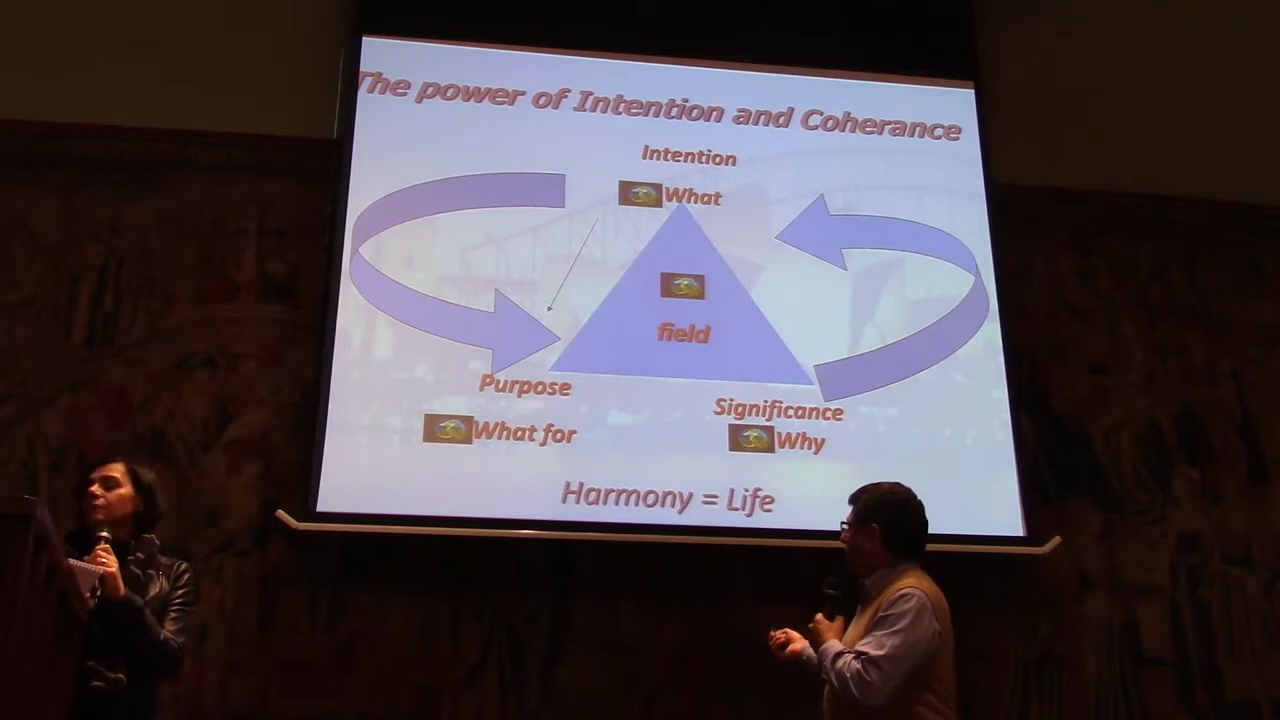 The power of Intention and Coherance
Intention
What
field
Purpose
What for
Significance
Why
Harmony = Life